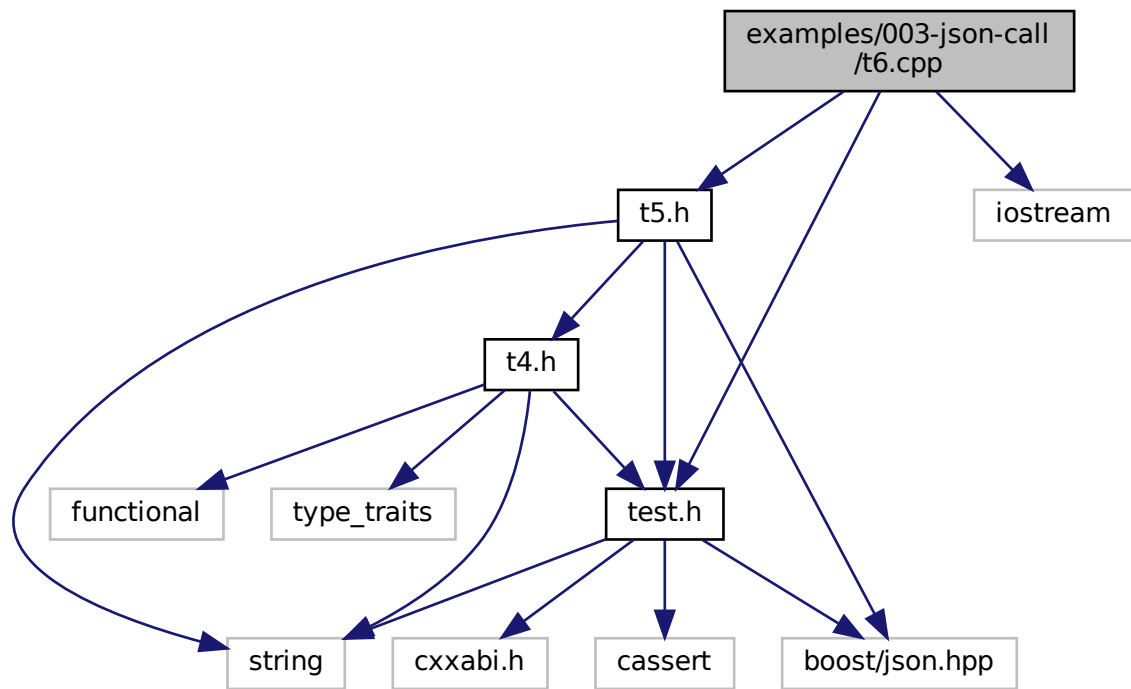 examples/003-json-call
/t6.cpp
t5.h
iostream
t4.h
functional
type_traits
test.h
string
cxxabi.h
cassert
boost/json.hpp